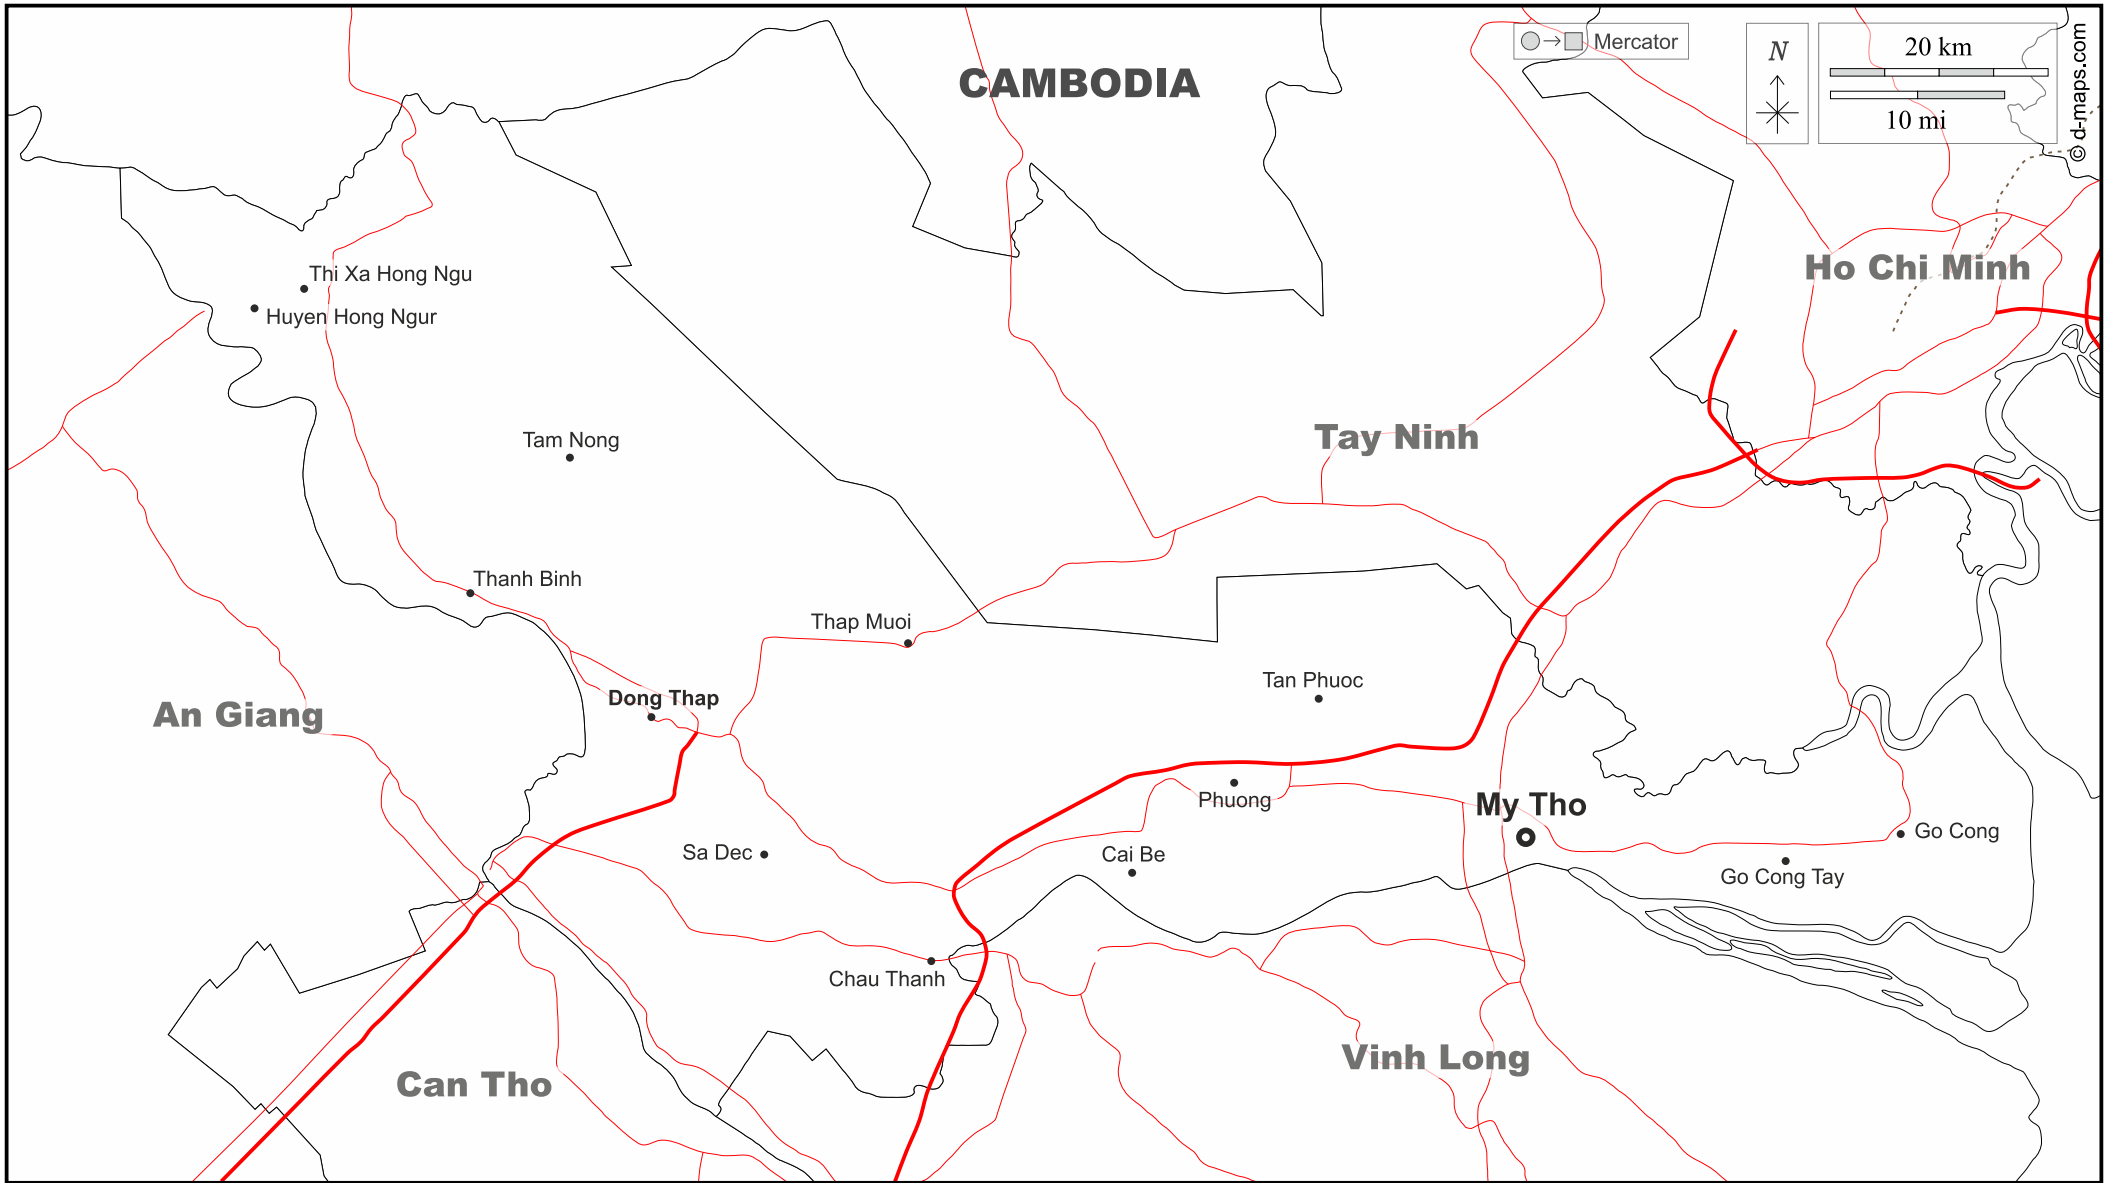 Mercator
N
20 km
10 mi
© d-maps.com
CAMBODIA
Ho Chi Minh
Thi Xa Hong Ngu
Huyen Hong Ngur
Tay Ninh
Tam Nong
Thanh Binh
Thap Muoi
Tan Phuoc
Dong Thap
An Giang
Phuong
My Tho
Go Cong
Sa Dec
Cai Be
Go Cong Tay
Chau Thanh
Vinh Long
Can Tho